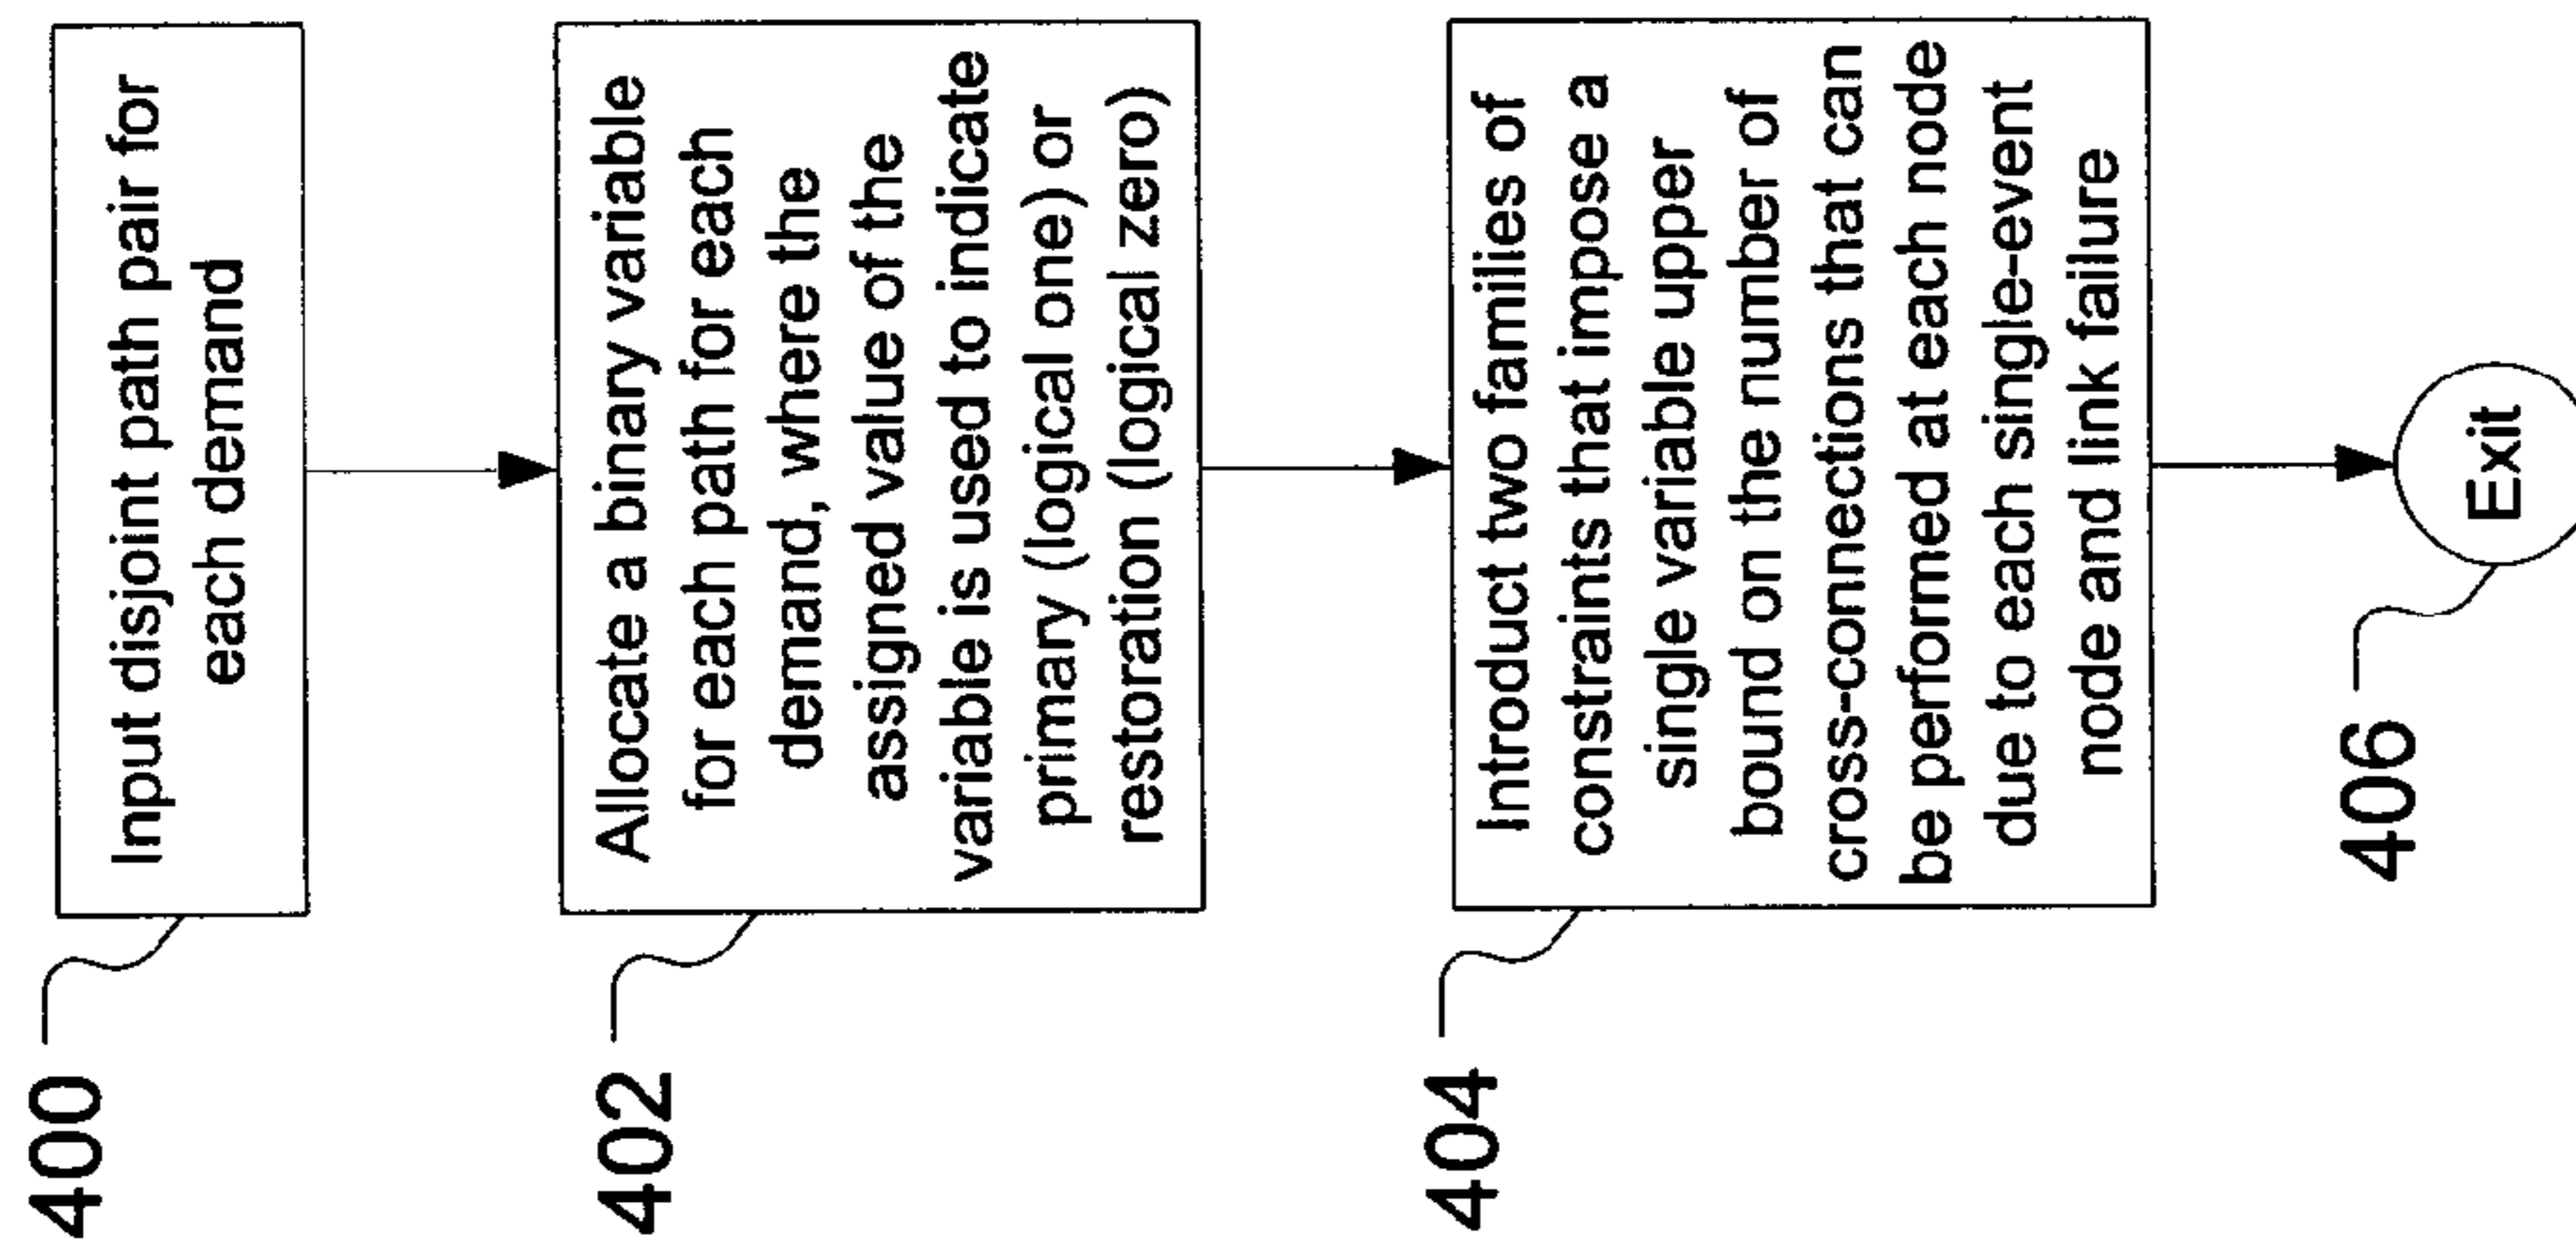 400
Input disjoint path pair for
each demand
402
Allocate a binary variable
for each path for each
demand, where the
assigned value of the
variable is used to indicate
primary (logical one) or
restoration (logical zero)
404
Introduct two families of
constraints that impose a
single variable upper
bound on the number of
cross-connections that can
be performed at each node
due to each single-event
node and link failure
406
Exit